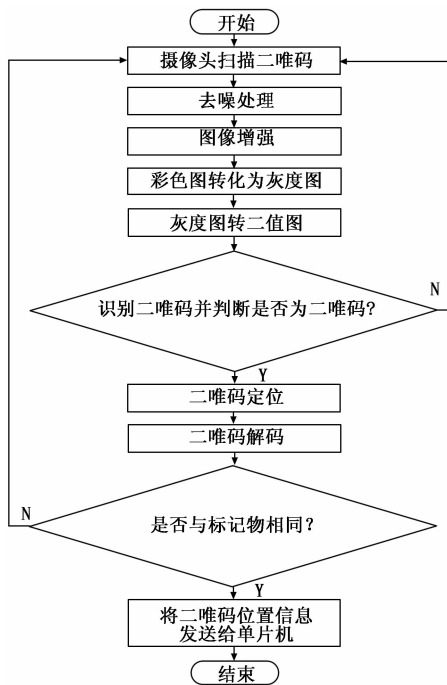 开始
摄像头扫描二唯码
去噪处理
图像增强
彩色图转化为灰度图
灰度图转二值图
识别二唯码并判断是否为二唯码?
N
Y
二唯码定位
二唯码解码
是否与标记物相同？
N
Y
将二唯码位置信息
发送给单片机
结束